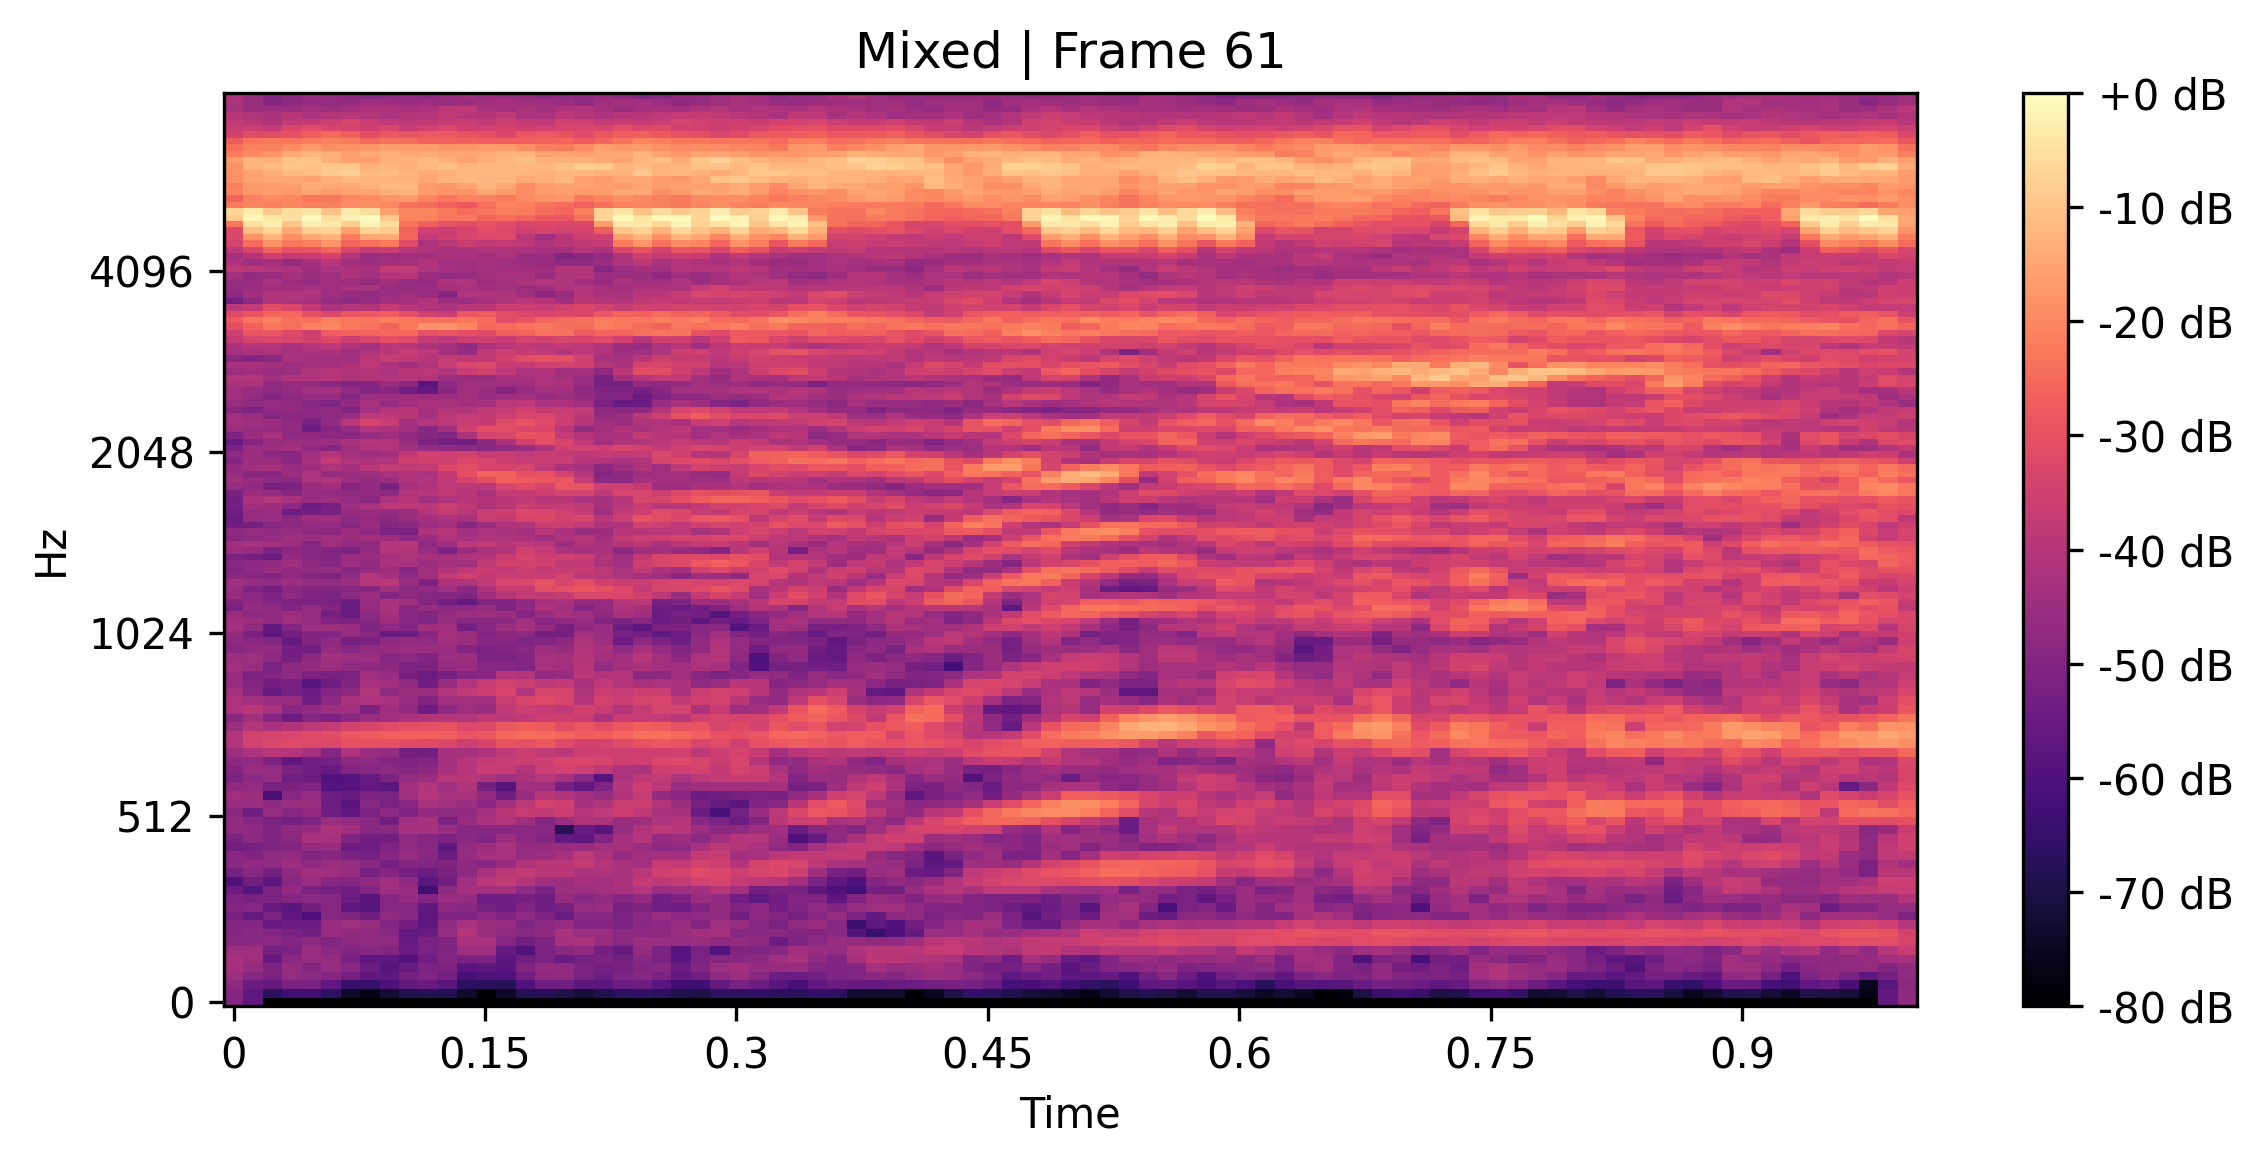 Mixed | Frame 61
+0 dB
-10 dB
-20 dB
-30 dB
-40 dB
-50 dB
-60 dB
-70 dB
-80 dB
4096
2048
1024
512
0
Hz
0 0.15 0.3 0.45 0.6 0.75 0.9
Time